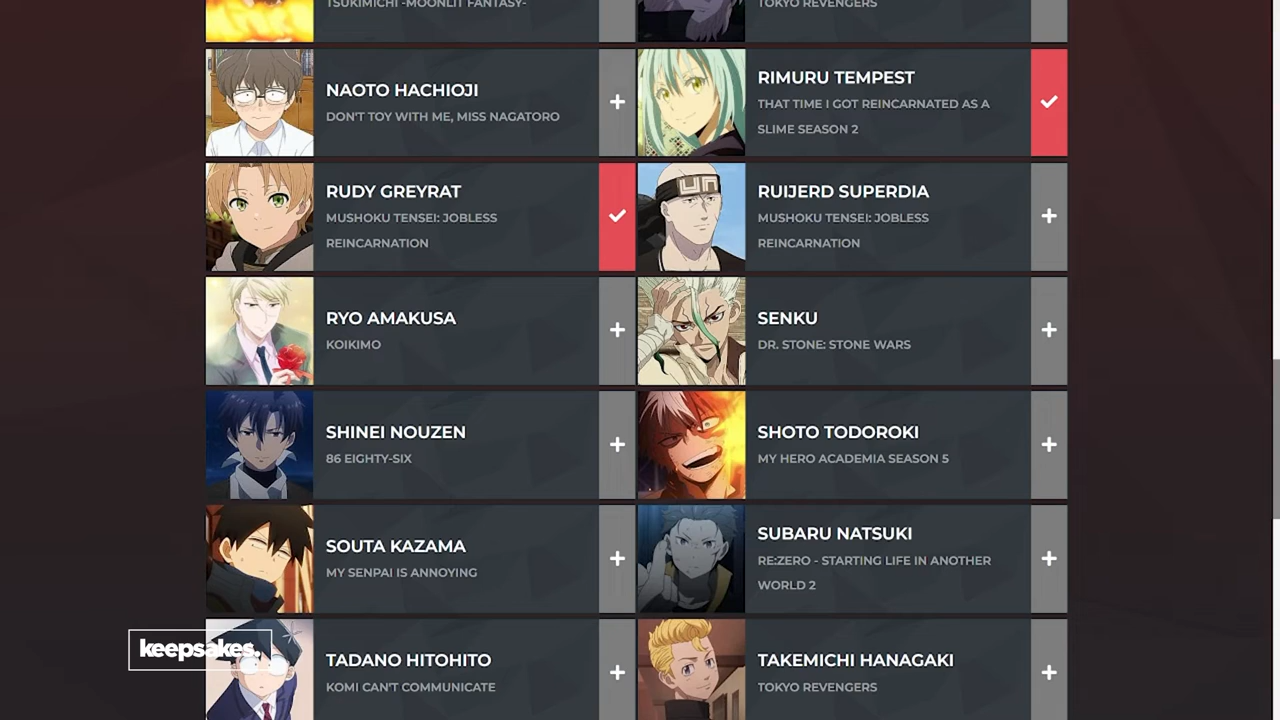 TSUKIMICHI -MOONLIT FANTASY-
TOKYO REVENGERS
NAOTO HACHIOJI
DON'T TOY WITH ME, MISS NAGATORO
RIMURU TEMPEST
THAT TIME I GOT REINCARNATED AS A
SLIME SEASON 2
RUDY GREYRAT
MUSHOKU TENSEI: JOBLESS
REINCARNATION
RUIJERD SUPERDIA
MUSHOKU TENSEI: JOBLESS
REINCARNATION
RYO AMAKUSA
KOIKIMO
SENKU
DR. STONE: STONE WARS
SHINEI NOUZEN
86 EIGHTY-SIX
SHOTO TODOROKI
MY HERO ACADEMIA SEASON 5
SOUTA KAZAMA
MY SENPAI IS ANNOYING
SUBARU NATSUKI
RE:ZERO - STARTING LIFE IN ANOTHER
WORLD 2
keepsakes.
TADANO HITOHITO
KOMI CAN'T COMMUNICATE
TAKEMICHI HANAGAKI
TOKYO REVENGERS